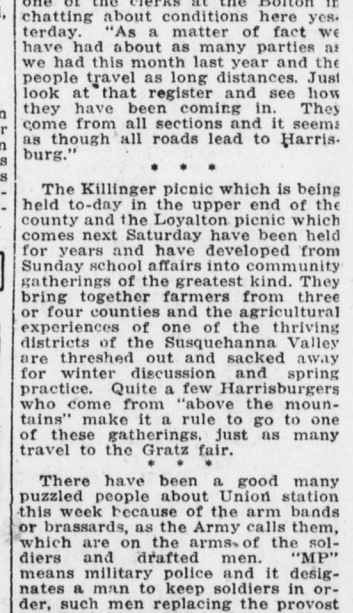 one of the clerks at the Bolton in
chatting about conditions here yes-
terday. "As a matter of fact we
have had about as many parties as
we had this month last year and the
people travel as long distances. Just
look at that register and see how
they have been coming in. They
come from all sections and it seems
as though all roads lead to Harris-
burg."
* * *
The Killinger picnic which is being
held to-day in the upper end of the
county and the Loyalton picnic which
comes next Saturday have been held
for years and have developed from
Sunday school affairs into community
gatherings of the greatest kind. They
bring together farmers from three
or four counties and the agricultural
experiences of one of the thriving
districts of the Susquehanna Valley
are threshed out and sacked away
for winter discussion and spring
practice. Quite a few Harrisburgers
who come from "above the moun-
tains" make it a rule to go to one
of these gatherings, just as many
travel to the Gratz fair.
* * *
There have been a good many
puzzled people about Union station
this week because of the arm bands
or brassards, as the Army calls them,
which are on the arms of the sol-
diers and drafted men. "MP"
means military police and it desig-
nates a man to keep soldiers in or-
der, such men replacing the provost